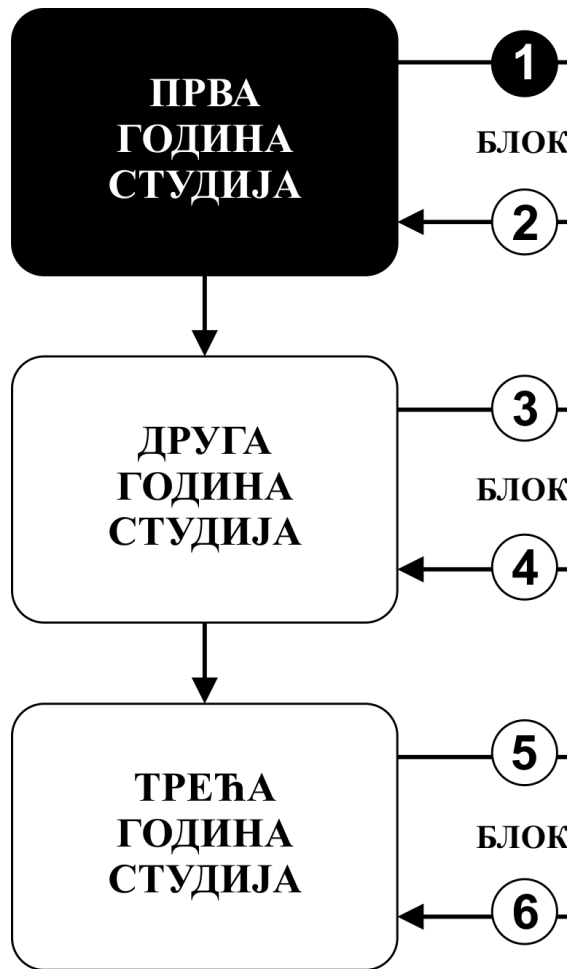 ПРВА
ГОДИНА
СТУДИЈА
1
БЛОК
2
ДРУГА
ГОДИНА
СТУДИЈА
3
БЛОК
4
ТРЕЋА
ГОДИНА
СТУДИЈА
5
БЛОК
6